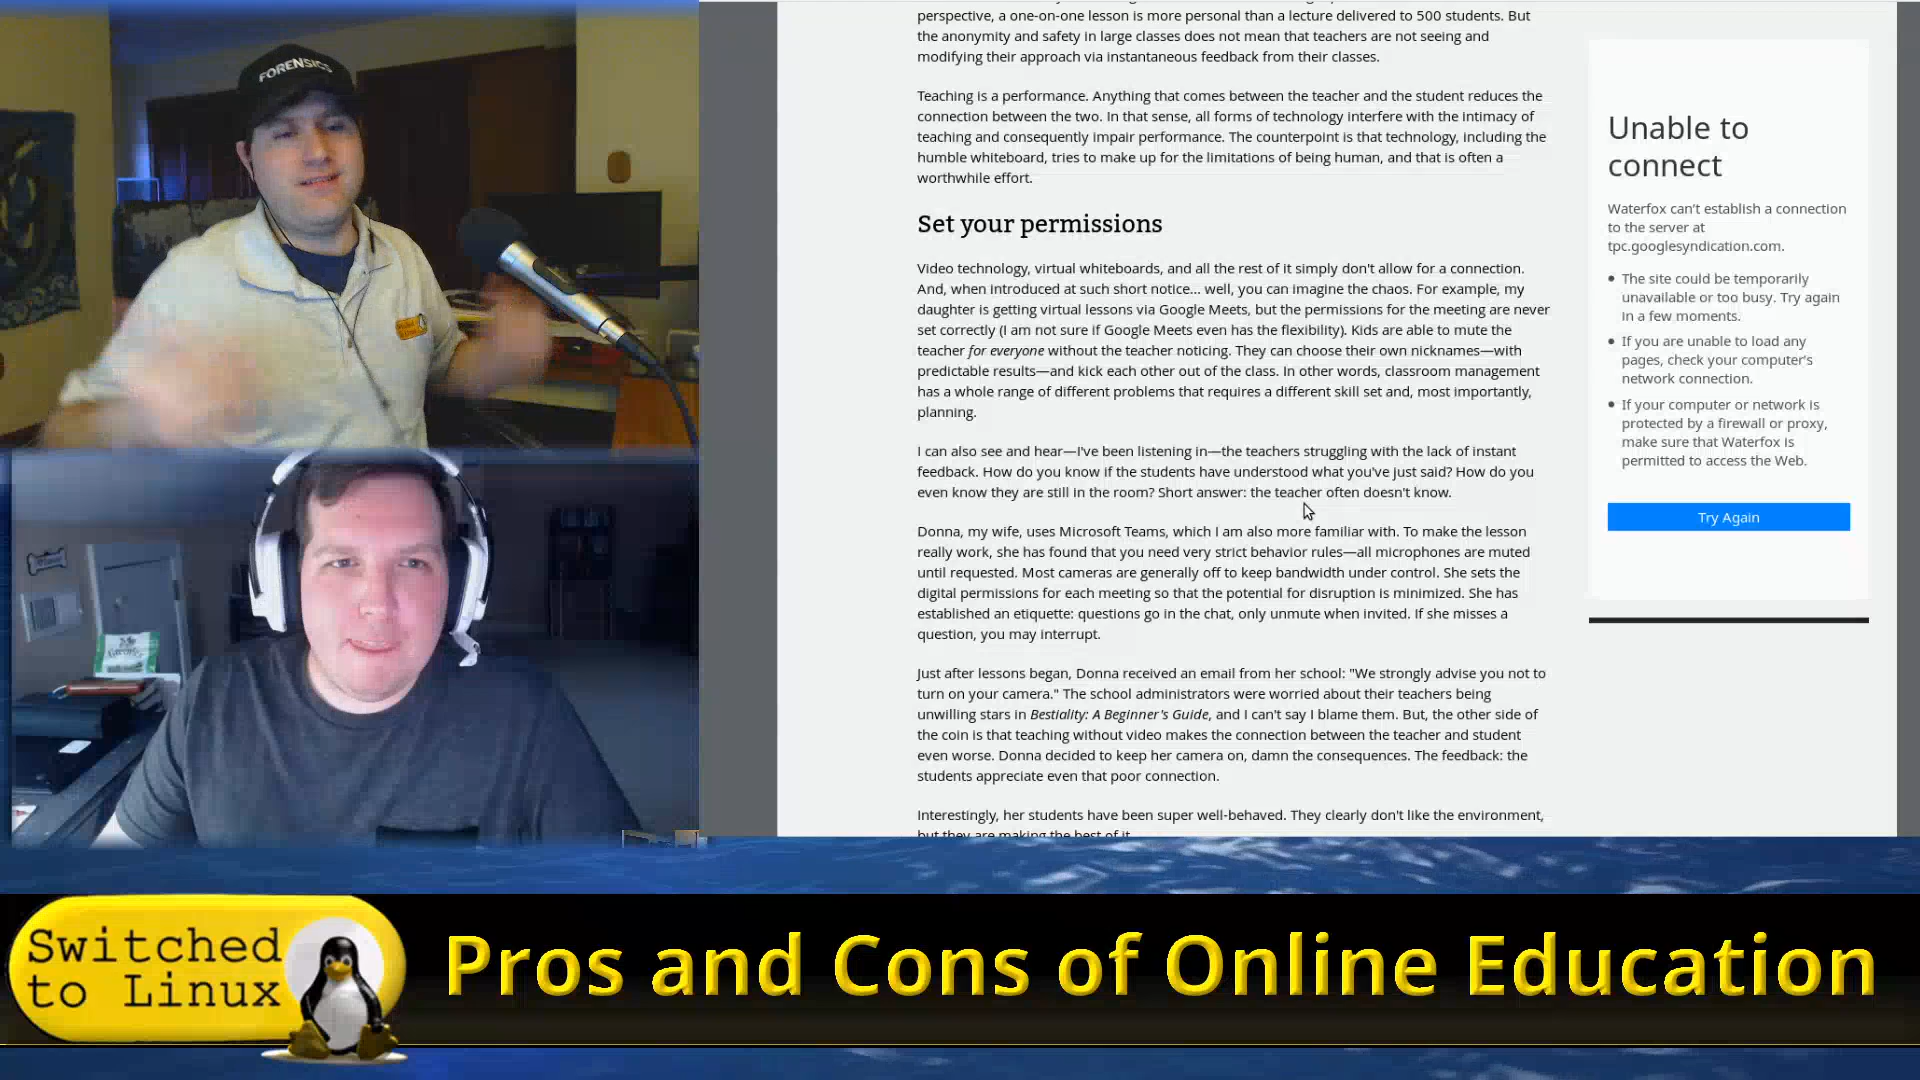 FORENSICS
perspective, a one-on-one lesson is more personal than a lecture delivered to 500 students. But
the anonymity and safety in large classes does not mean that teachers are not seeing and
modifying their approach via instantaneous feedback from their classes.
Teaching is a performance. Anything that comes between the teacher and the student reduces the
connection between the two. In that sense, all forms of technology interfere with the intimacy of
teaching and consequently impair performance. The counterpoint is that technology, including the
humble whiteboard, tries to make up for the limitations of being human, and that is often a
worthwhile effort.
Set your permissions
Video technology, virtual whiteboards, and all the rest of it simply don't allow for a connection.
And, when introduced at such short notice... well, you can imagine the chaos. For example, my
daughter is getting virtual lessons via Google Meets, but the permissions for the meeting are never
set correctly (I am not sure if Google Meets even has the flexibility). Kids are able to mute the
teacher for everyone without the teacher noticing. They can choose their own nicknames—with
predictable results—and kick each other out of the class. In other words, classroom management
has a whole range of different problems that requires a different skill set and, most importantly,
planning.
I can also see and hear—I've been listening in—the teachers struggling with the lack of instant
feedback. How do you know if the students have understood what you've just said? How do you
even know they are still in the room? Short answer: the teacher often doesn't know.
Donna, my wife, uses Microsoft Teams, which I am also more familiar with. To make the lesson
really work, she has found that you need very strict behavior rules—all microphones are muted
until requested. Most cameras are generally off to keep bandwidth under control. She sets the
digital permissions for each meeting so that the potential for disruption is minimized. She has
established an etiquette: questions go in the chat, only unmute when invited. If she misses a
question, you may interrupt.
Just after lessons began, Donna received an email from her school: "We strongly advise you not to
turn on your camera." The school administrators were worried about their teachers being
unwilling stars in Bestiality: A Beginner's Guide, and I can't say I blame them. But, the other side of
the coin is that teaching without video makes the connection between the teacher and student
even worse. Donna decided to keep her camera on, damn the consequences. The feedback: the
students appreciate even that poor connection.
Interestingly, her students have been super well-behaved. They clearly don't like the environment,
but they are making the best of it.
Unable to
connect
Waterfox can't establish a connection
to the server at
tpc.googlesyndication.com.
The site could be temporarily
unavailable or too busy. Try again
in a few moments.
If you are unable to load any
pages, check your computer's
network connection.
If your computer or network is
protected by a firewall or proxy,
make sure that Waterfox is
permitted to access the Web.
Try Again
Greenies
Switched
to Linux
Pros and Cons of Online Education